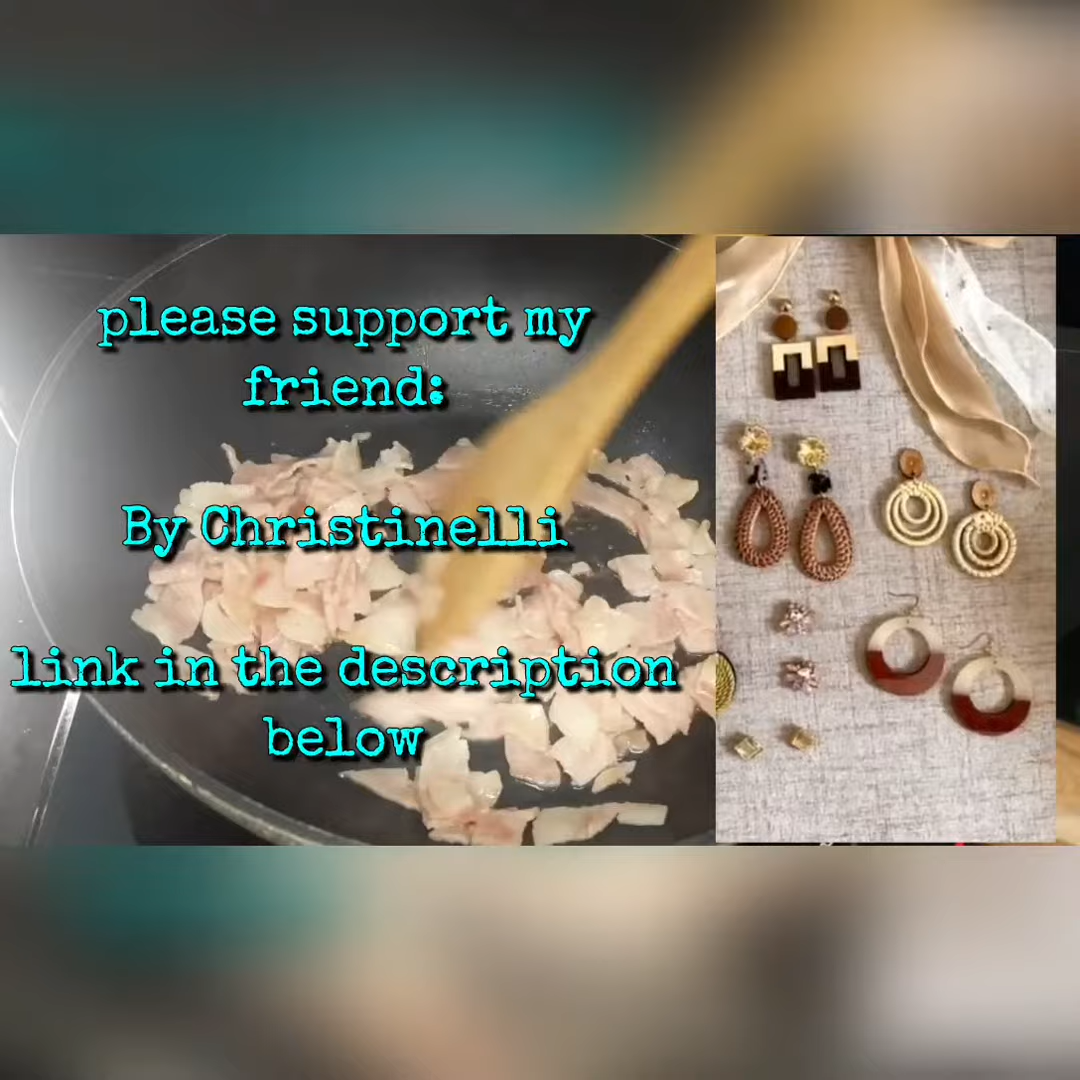 please support my
friend:
By Christinelli
link in the description
below